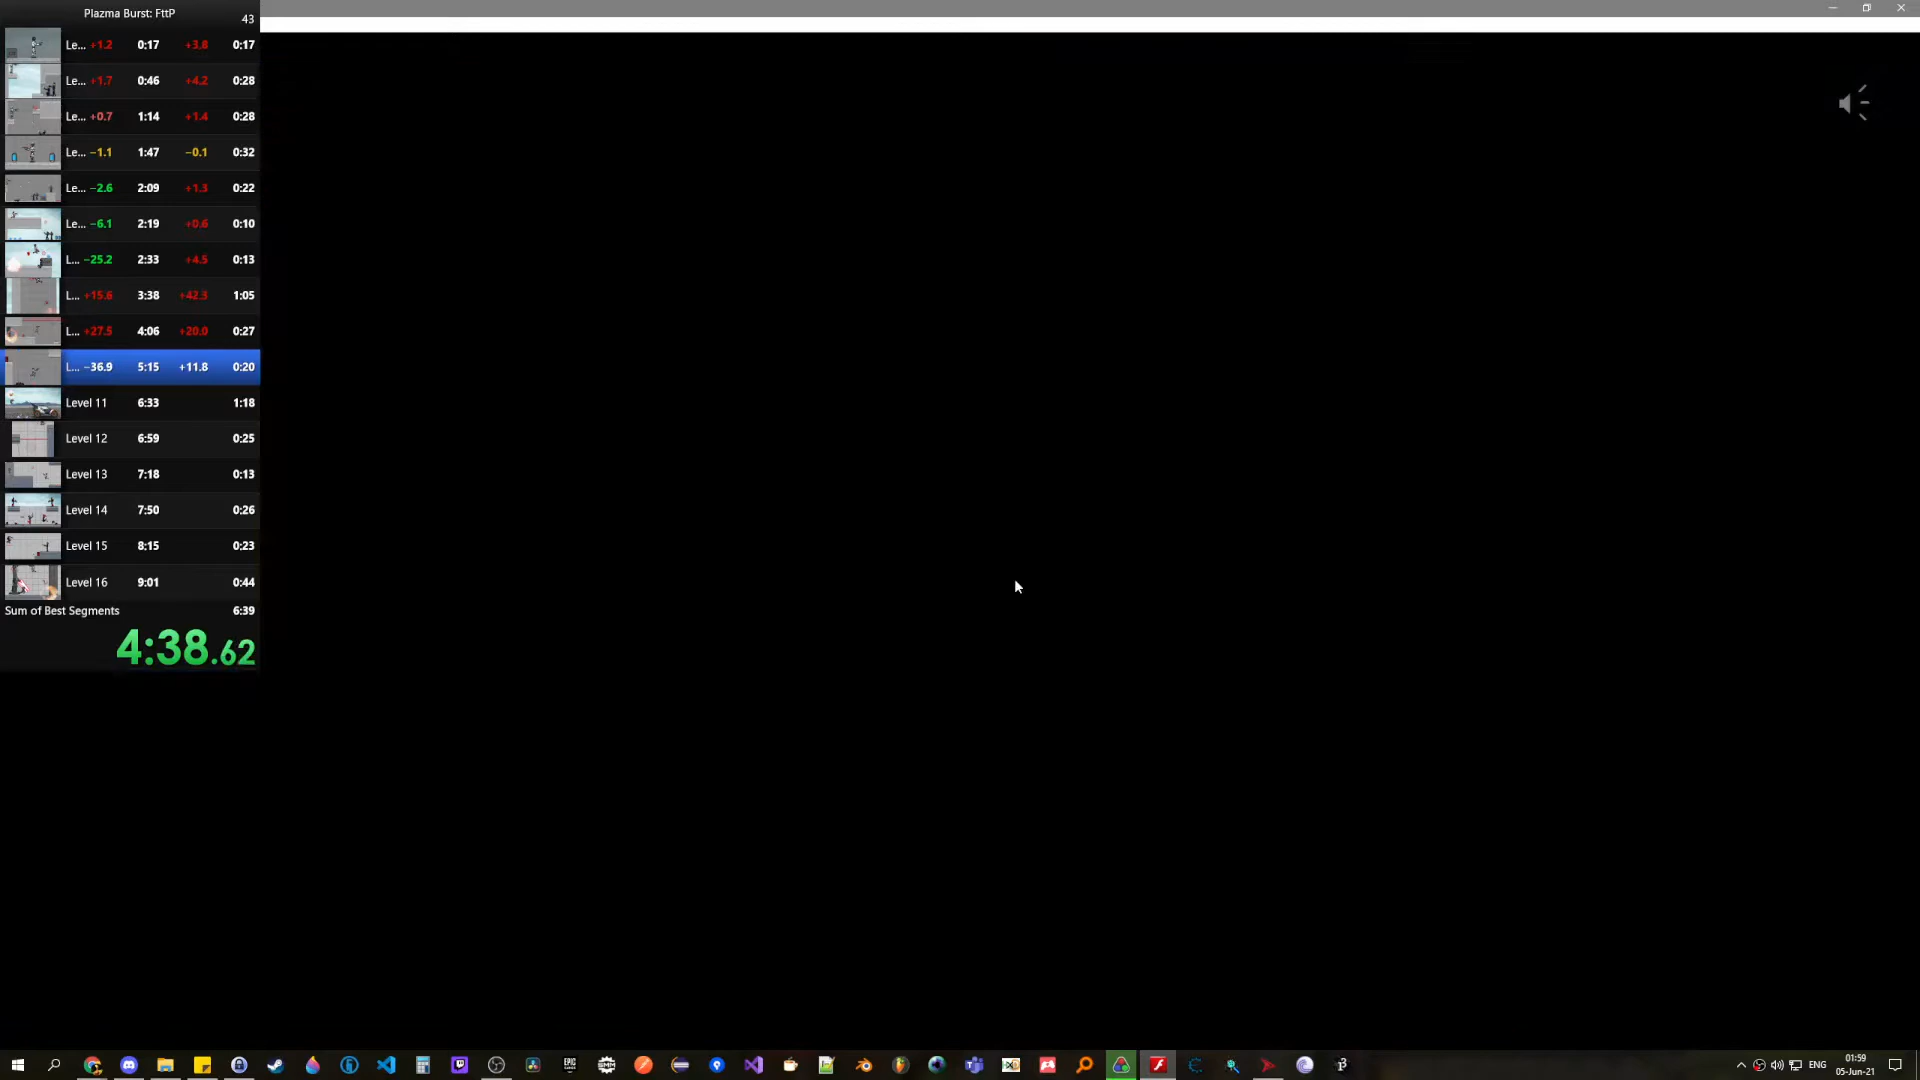 Plazma Burst: FttP
43
Le... +1.2 0:17 +3.8 0:17
Le... +1.7 0:46 +4.2 0:28
Le... +0.7 1:14 +1.4 0:28
Le... −1.1 1:47 −0.1 0:32
Le... −2.6 2:09 +1.3 0:22
Le... −6.1 2:19 +0.6 0:10
L... −25.2 2:33 +4.5 0:13
L... +15.6 3:38 +42.3 1:05
L... +27.5 4:06 +20.0 0:27
L... −36.9 5:15 +11.8 0:20
Level 11 6:33 1:18
Level 12 6:59 0:25
Level 13 7:18 0:13
Level 14 7:50 0:26
Level 15 8:15 0:23
Level 16 9:01 0:44
Sum of Best Segments 6:39
4:38.62
EPIC
SMM
ENG
01:59
05-Jun-21